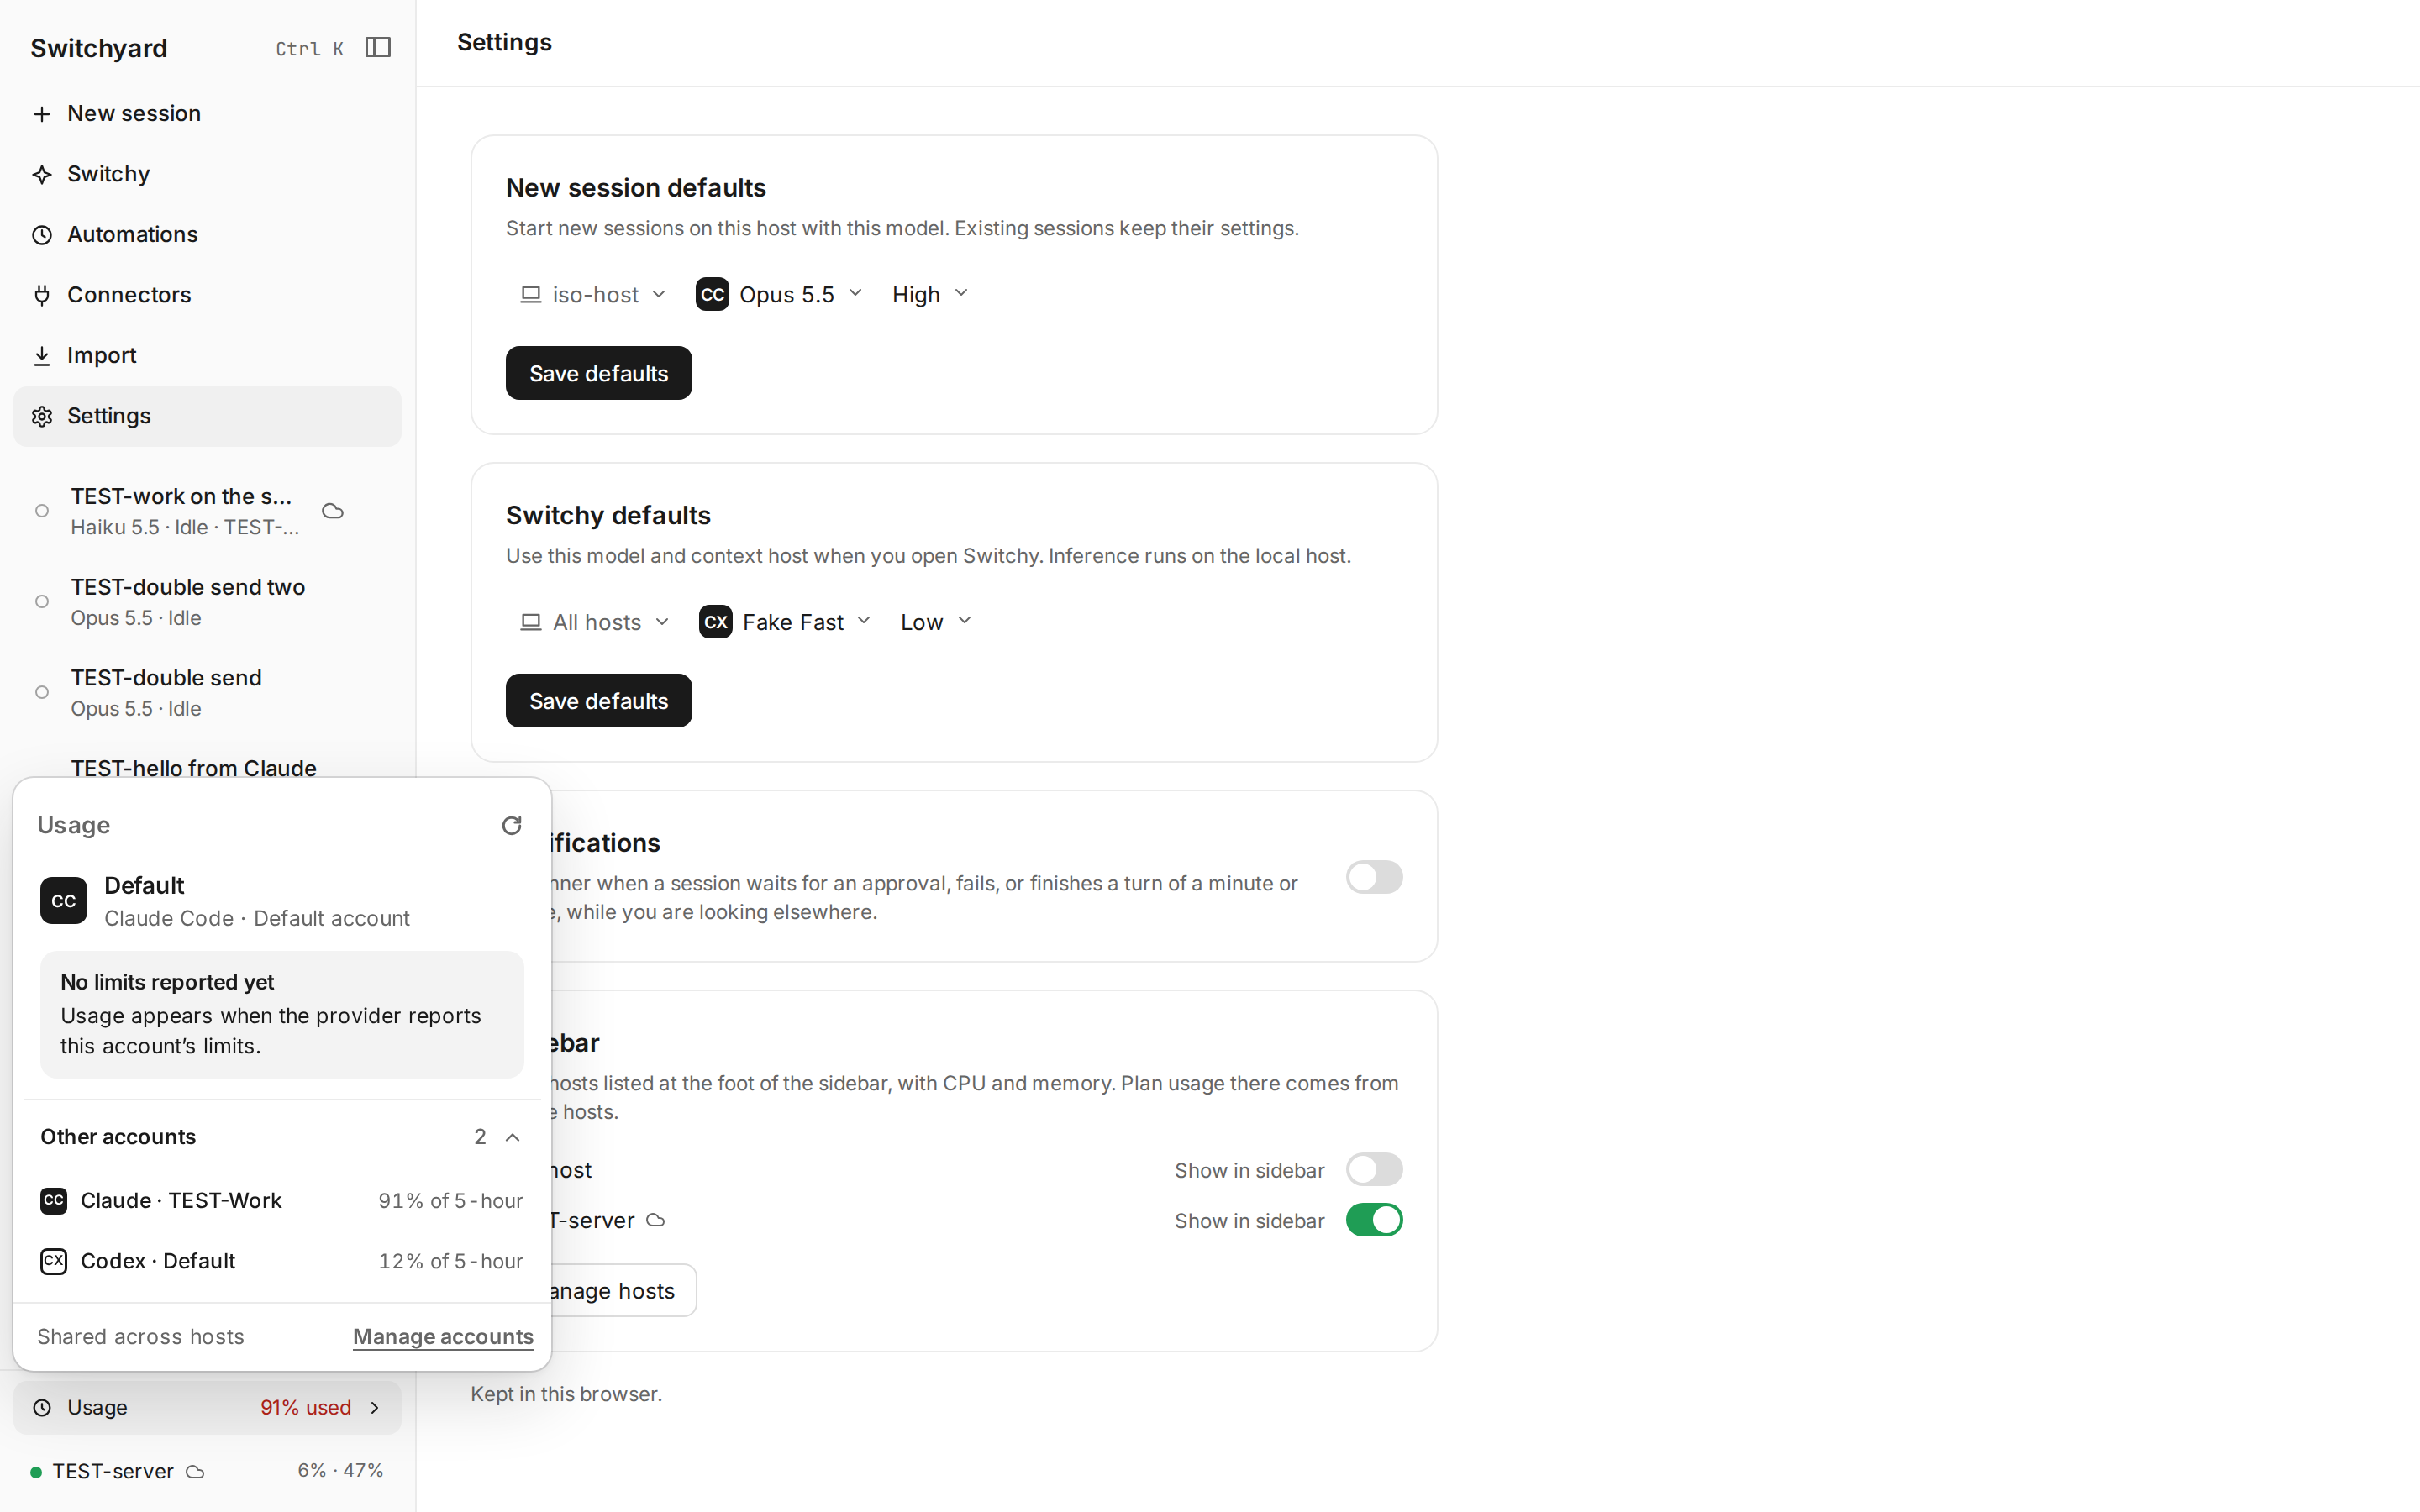 Switchyard
Ctrl K
New session
Switchy
Automations
Connectors
Import
Settings
TEST-work on the s...
Haiku 5.5 · Idle · TEST-...
TEST-double send two
Opus 5.5 · Idle
TEST-double send
Opus 5.5 · Idle
TEST-hello from Claude
Usage
CC
Default
Claude Code · Default account
No limits reported yet
Usage appears when the provider reports
this account’s limits.
Other accounts
2
CC Claude · TEST-Work 91% of 5-hour
CX Codex · Default 12% of 5-hour
Shared across hosts
Manage accounts
Usage 91% used
TEST-server 6% · 47%
Settings
New session defaults
Start new sessions on this host with this model. Existing sessions keep their settings.
iso-host CC Opus 5.5 High
Save defaults
Switchy defaults
Use this model and context host when you open Switchy. Inference runs on the local host.
All hosts CX Fake Fast Low
Save defaults
ifications
nner when a session waits for an approval, fails, or finishes a turn of a minute or
e, while you are looking elsewhere.
ebar
hosts listed at the foot of the sidebar, with CPU and memory. Plan usage there comes from
e hosts.
host Show in sidebar
T-server Show in sidebar
anage hosts
Kept in this browser.